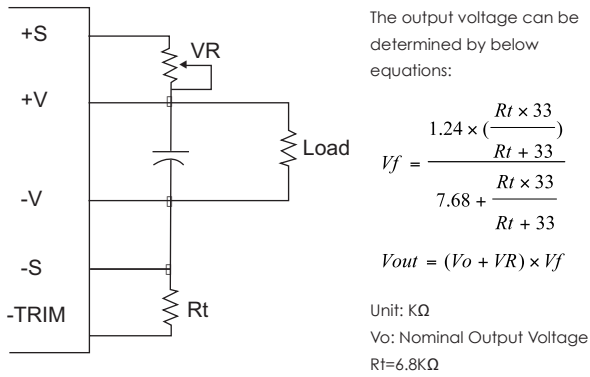 +S
VR
+V
Load
-V
-S
-TRIM
Rt
The output voltage can be
determined by below
equations:
Vf = 1.24 × (Rt × 33 / Rt + 33) / 7.68 + Rt × 33 / Rt + 33
Vout = (Vo + VR) × Vf
Unit: KΩ
Vo: Nominal Output Voltage
Rt=6.8KΩ